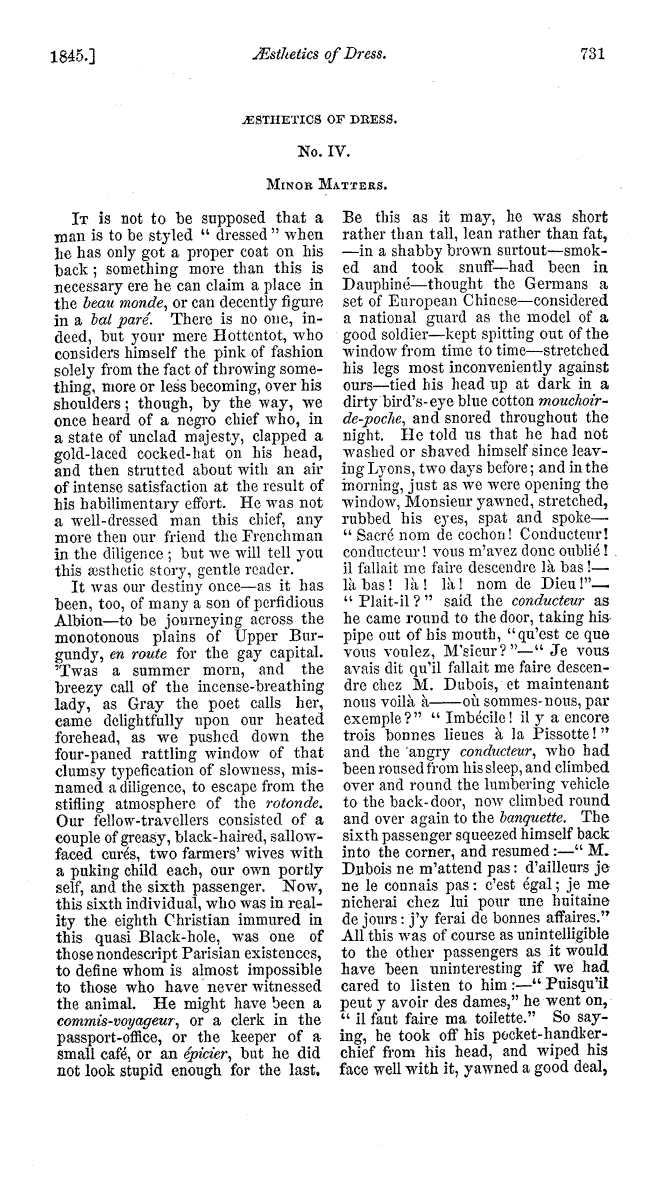 1845.] Æsthetics of Dress. 731
ÆSTHETICS OF DRESS.
No. IV.
MINOR MATTERS.
IT is not to be supposed that a
man is to be styled “ dressed ” when
he has only got a proper coat on his
back ; something more than this is
necessary ere he can claim a place in
the beau monde, or can decently figure
in a bal paré. There is no one, in-
deed, but your mere Hottentot, who
considers himself the pink of fashion
solely from the fact of throwing some-
thing, more or less becoming, over his
shoulders ; though, by the way, we
once heard of a negro chief who, in
a state of unclad majesty, clapped a
gold-laced cocked-hat on his head,
and then strutted about with an air
of intense satisfaction at the result of
his habilimentary effort. He was not
a well-dressed man this chief, any
more then our friend the Frenchman
in the diligence ; but we will tell you
this æsthetic story, gentle reader.
It was our destiny once—as it has
been, too, of many a son of perfidious
Albion—to be journeying across the
monotonous plains of Upper Bur-
gundy, en route for the gay capital.
’Twas a summer morn, and the
breezy call of the incense-breathing
lady, as Gray the poet calls her,
came delightfully upon our heated
forehead, as we pushed down the
four-paned rattling window of that
clumsy typefication of slowness, mis-
named a diligence, to escape from the
stifling atmosphere of the rotonde.
Our fellow-travellers consisted of a
couple of greasy, black-haired, sallow-
faced curés, two farmers’ wives with
a puking child each, our own portly
self, and the sixth passenger. Now,
this sixth individual, who was in real-
ity the eighth Christian immured in
this quasi Black-hole, was one of
those nondescript Parisian existences,
to define whom is almost impossible
to those who have never witnessed
the animal. He might have been a
commis-voyageur, or a clerk in the
passport-office, or the keeper of a
small café, or an épicier, but he did
not look stupid enough for the last.
Be this as it may, he was short
rather than tall, lean rather than fat,
—in a shabby brown surtout—smok-
ed and took snuff—had been in
Dauphiné—thought the Germans a
set of European Chinese—considered
a national guard as the model of a
good soldier—kept spitting out of the
window from time to time—stretched
his legs most inconveniently against
ours—tied his head up at dark in a
dirty bird’s-eye blue cotton mouchoir-
de-poche, and snored throughout the
night. He told us that he had not
washed or shaved himself since leav-
ing Lyons, two days before ; and in the
morning, just as we were opening the
window, Monsieur yawned, stretched,
rubbed his eyes, spat and spoke—
“ Sacré nom de cochon! Conducteur!
conducteur! vous m’avez donc oublié !
il fallait me faire descendre là bas !—
là bas ! là ! là ! nom de Dieu !”—
“ Plait-il ? ” said the conducteur as
he came round to the door, taking his
pipe out of his mouth, “qu’est ce que
vous voulez, M’sieur ? ”—“ Je vous
avais dit qu’il fallait me faire descen-
dre chez M. Dubois, et maintenant
nous voilà à——où sommes-nous, par
exemple ?” “ Imbécile ! il y a encore
trois bonnes lieues à la Pissotte ! ”
and the angry conducteur, who had
been roused from his sleep, and climbed
over and round the lumbering vehicle
to the back-door, now climbed round
and over again to the banquette. The
sixth passenger squeezed himself back
into the corner, and resumed :—“ M.
Dubois ne m’attend pas : d’ailleurs je
ne le connais pas : c’est égal ; je me
nicherai chez lui pour une huitaine
de jours : j’y ferai de bonnes affaires.”
All this was of course as unintelligible
to the other passengers as it would
have been uninteresting if we had
cared to listen to him :—“ Puisqu’il
peut y avoir des dames,” he went on,
“ il faut faire ma toilette.” So say-
ing, he took off his pocket-handker-
chief from his head, and wiped his
face well with it, yawned a good deal,